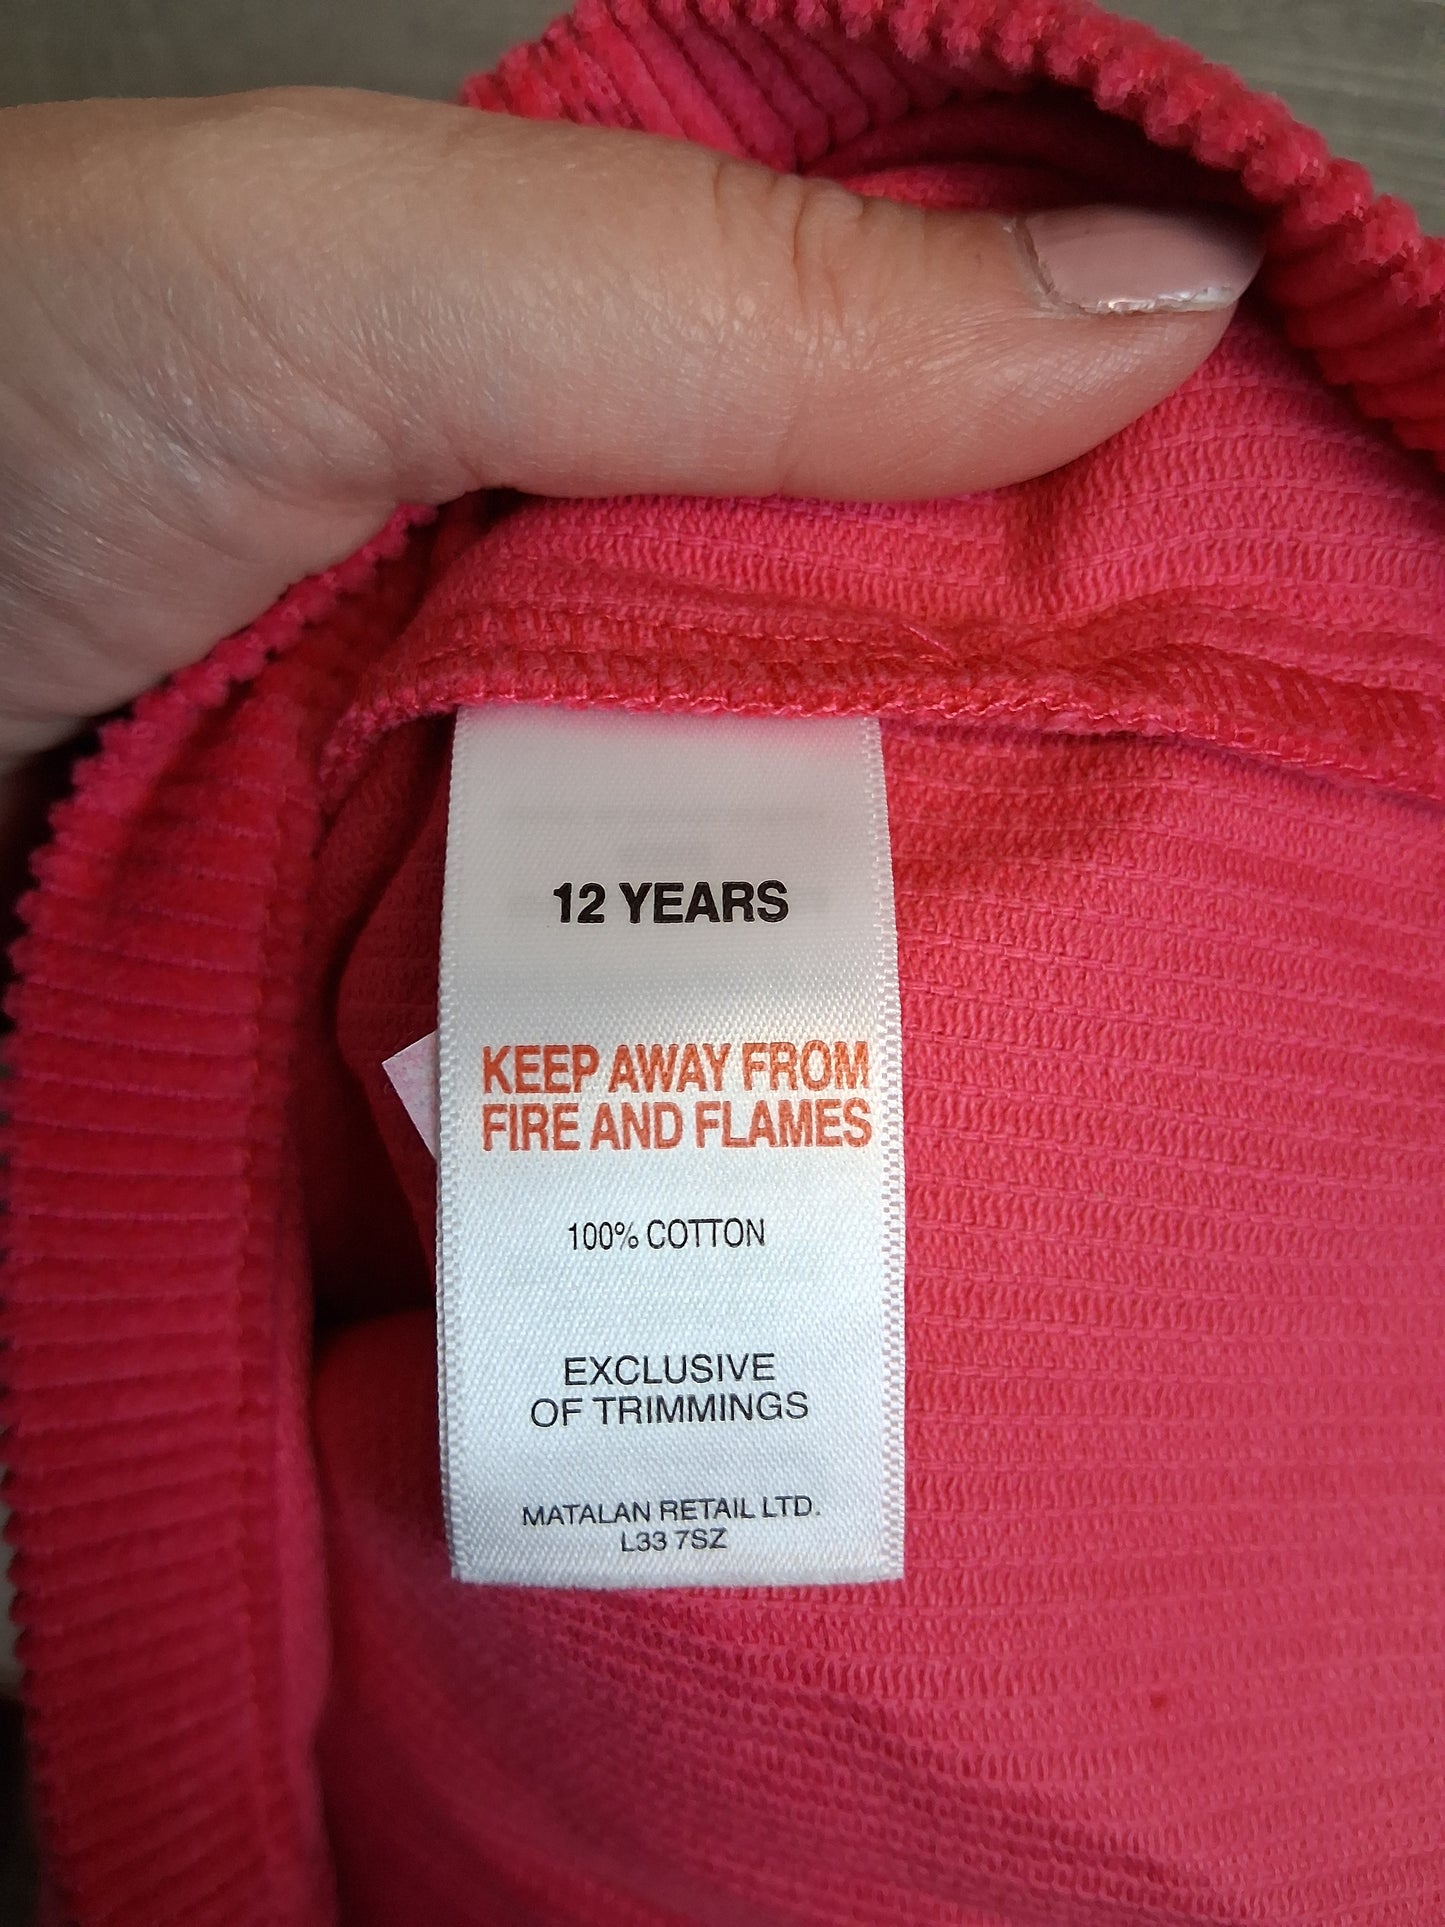 12 YEARS
KEEP AWAY FROM
FIRE AND FLAMES
100% COTTON
EXCLUSIVE
OF TRIMMINGS
MATALAN RETAIL LTD.
L33 7SZ